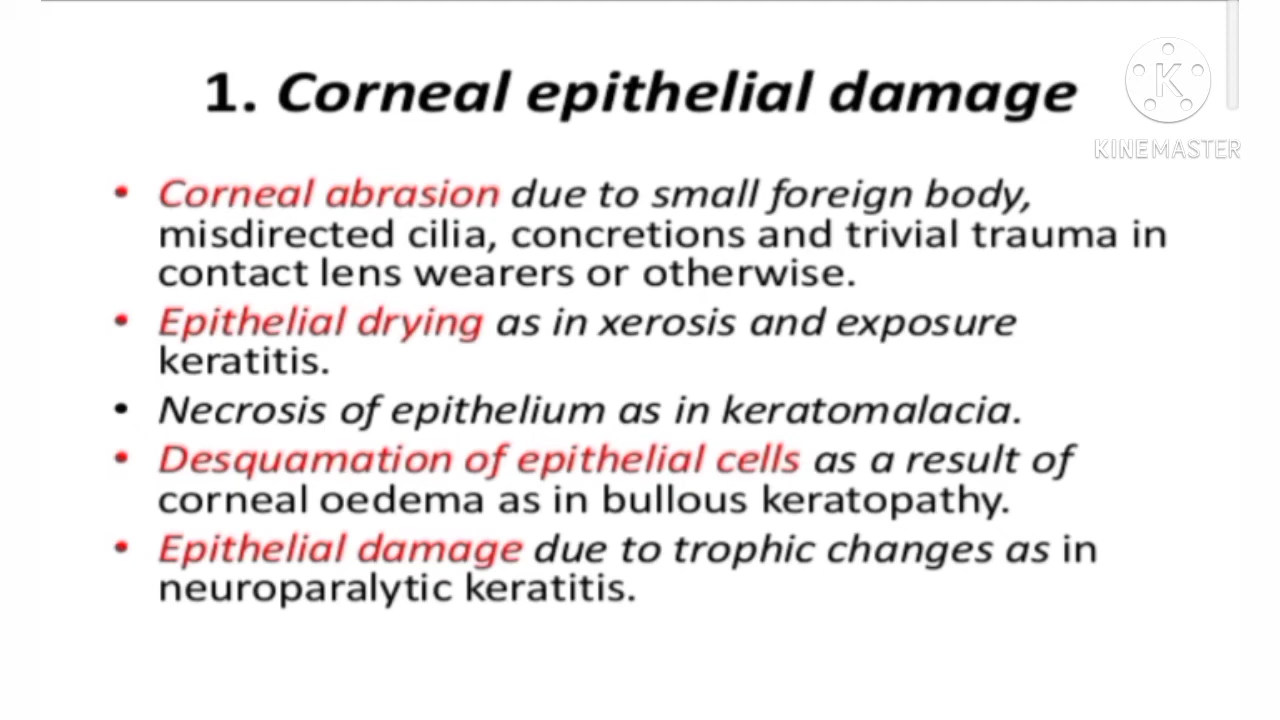 1. Corneal epithelial damage
K
KINEMASTER
• Corneal abrasion due to small foreign body,
misdirected cilia, concretions and trivial trauma in
contact lens wearers or otherwise.
• Epithelial drying as in xerosis and exposure
keratitis.
• Necrosis of epithelium as in keratomalacia.
• Desquamation of epithelial cells as a result of
corneal oedema as in bullous keratopathy.
• Epithelial damage due to trophic changes as in
neuroparalytic keratitis.